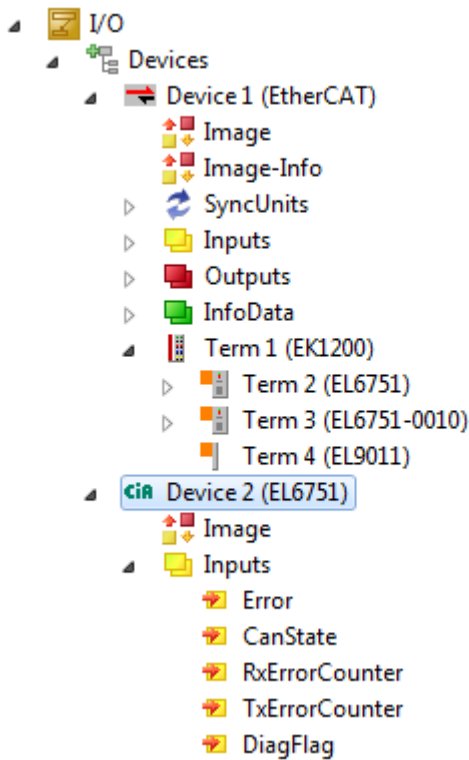 I/O
Devices
Device 1 (EtherCAT)
Image
Image-Info
SyncUnits
Inputs
Outputs
InfoData
Term 1 (EK1200)
Term 2 (EL6751)
Term 3 (EL6751-0010)
Term 4 (EL9011)
CiA Device 2 (EL6751)
Image
Inputs
Error
CanState
RxErrorCounter
TxErrorCounter
DiagFlag